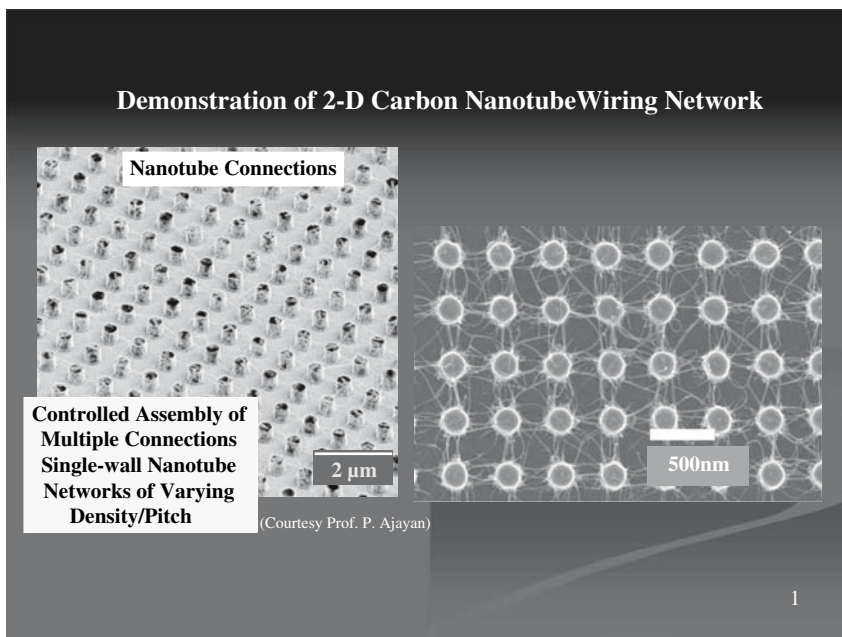 Demonstration of 2-D Carbon NanotubeWiring Network
Nanotube Connections
Controlled Assembly of
Multiple Connections
Single-wall Nanotube
Networks of Varying
Density/Pitch
2 µm
500nm
(Courtesy Prof. P. Ajayan)
1